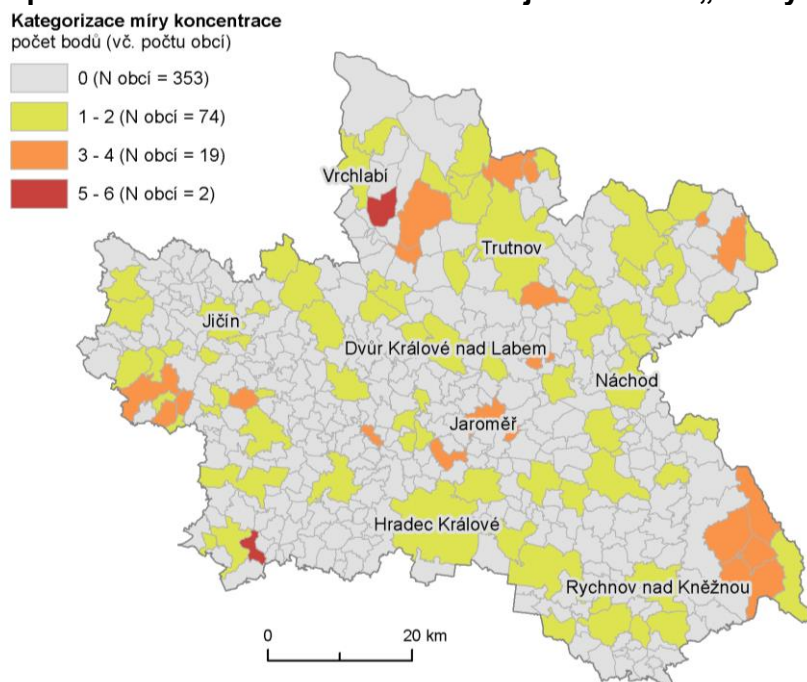 Kategorizace míry koncentrace
počet bodů (vč. počtu obcí)
0 (N obcí = 353)
1 - 2 (N obcí = 74)
3 - 4 (N obcí = 19)
5 - 6 (N obcí = 2)
Vrchlabí
Trutnov
Jičín
Dvur Králové nad Labem
Náchod
Jaroměř
Hradec Králové
Rychnov nad Kněžnou
0 20 km